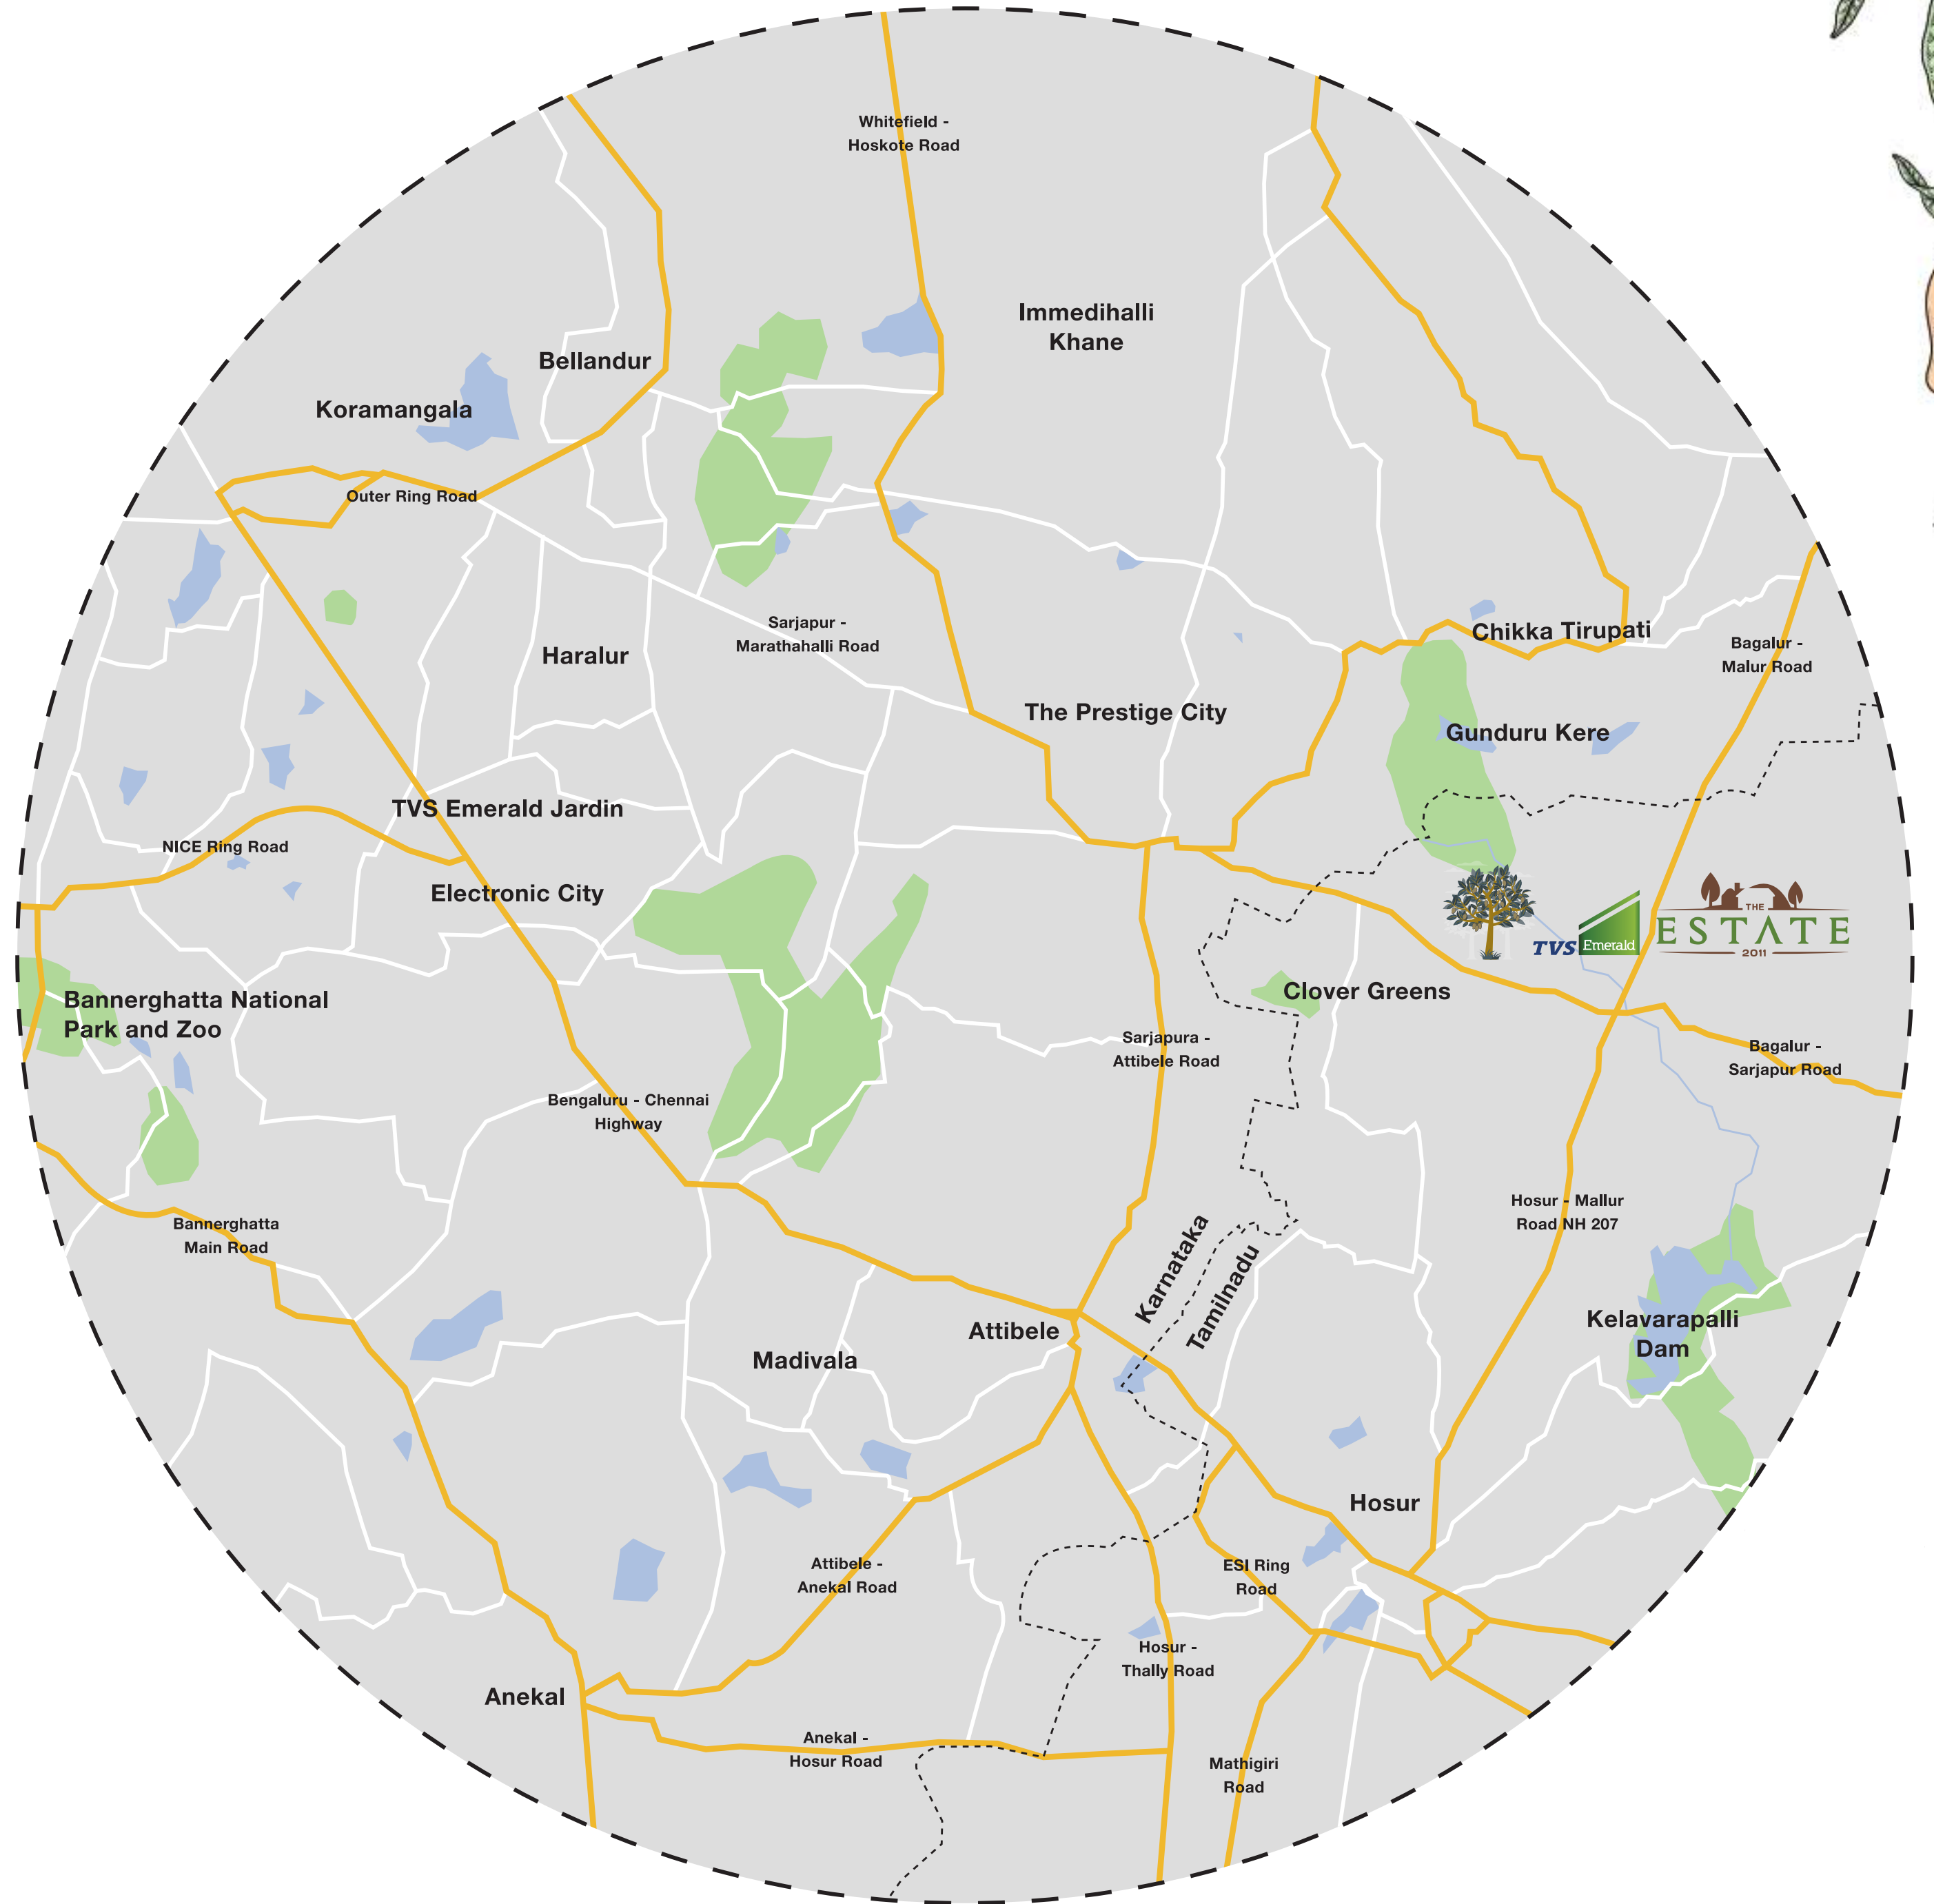 Whitefield -
Hoskote Road
Immedihalli
Khane
Bellandur
Koramangala
Outer Ring Road
Chikka Tirupati
Sarjapur -
Marathahalli Road
Bagalur -
Malur Road
Haralur
The Prestige City
Gunduru Kere
TVS Emerald Jardin
NICE Ring Road
Electronic City
THE
ESTATE
2011
TVS Emerald
Clover Greens
Bannerghatta National
Park and Zoo
Sarjapura -
Attibele Road
Bagalur -
Sarjapur Road
Bengaluru - Chennai
Highway
Hosur - Mallur
Road NH 207
Bannerghatta
Main Road
Karnataka
Tamilnadu
Kelavarapalli
Dam
Attibele
Madivala
Hosur
Attibele -
Anekal Road
ESI Ring
Road
Hosur -
Thally Road
Anekal
Anekal -
Hosur Road
Mathigiri
Road